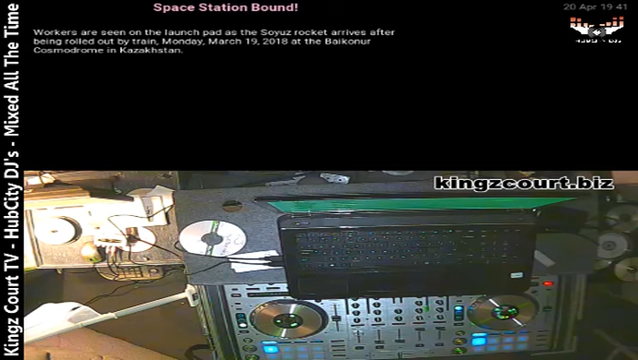 Space Station Bound!
20 Apr 19:41
Workers are seen on the launch pad as the Soyuz rocket arrives after
being rolled out by train, Monday, March 19, 2018 at the Baikonur
Cosmodrome in Kazakhstan.
kingzcourt.biz
Kingz Court TV - HubCity DJ's - Mixed All The Time